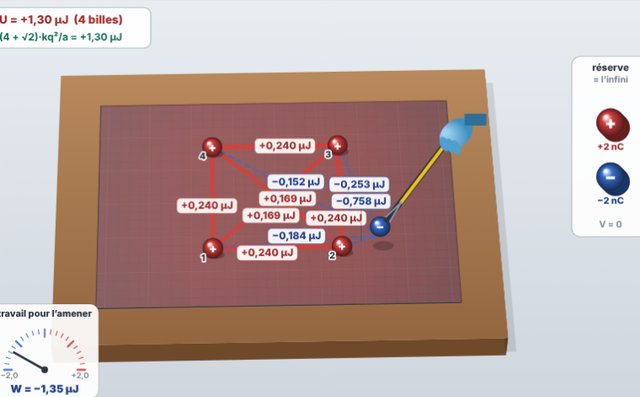 U = +1,30 µJ (4 billes)
(4 + √2)·kq²/a = +1,30 µJ
réserve
= l'infini
+
+2 nC
−
−2 nC
V = 0
+
4
+0,240 µJ
+
3
−0,152 µJ
−0,253 µJ
+0,169 µJ
−0,758 µJ
+0,240 µJ
+0,169 µJ
+0,240 µJ
−
−0,184 µJ
+
1
+0,240 µJ
+
2
travail pour l'amener
−2,0
+2,0
W = −1,35 µJ